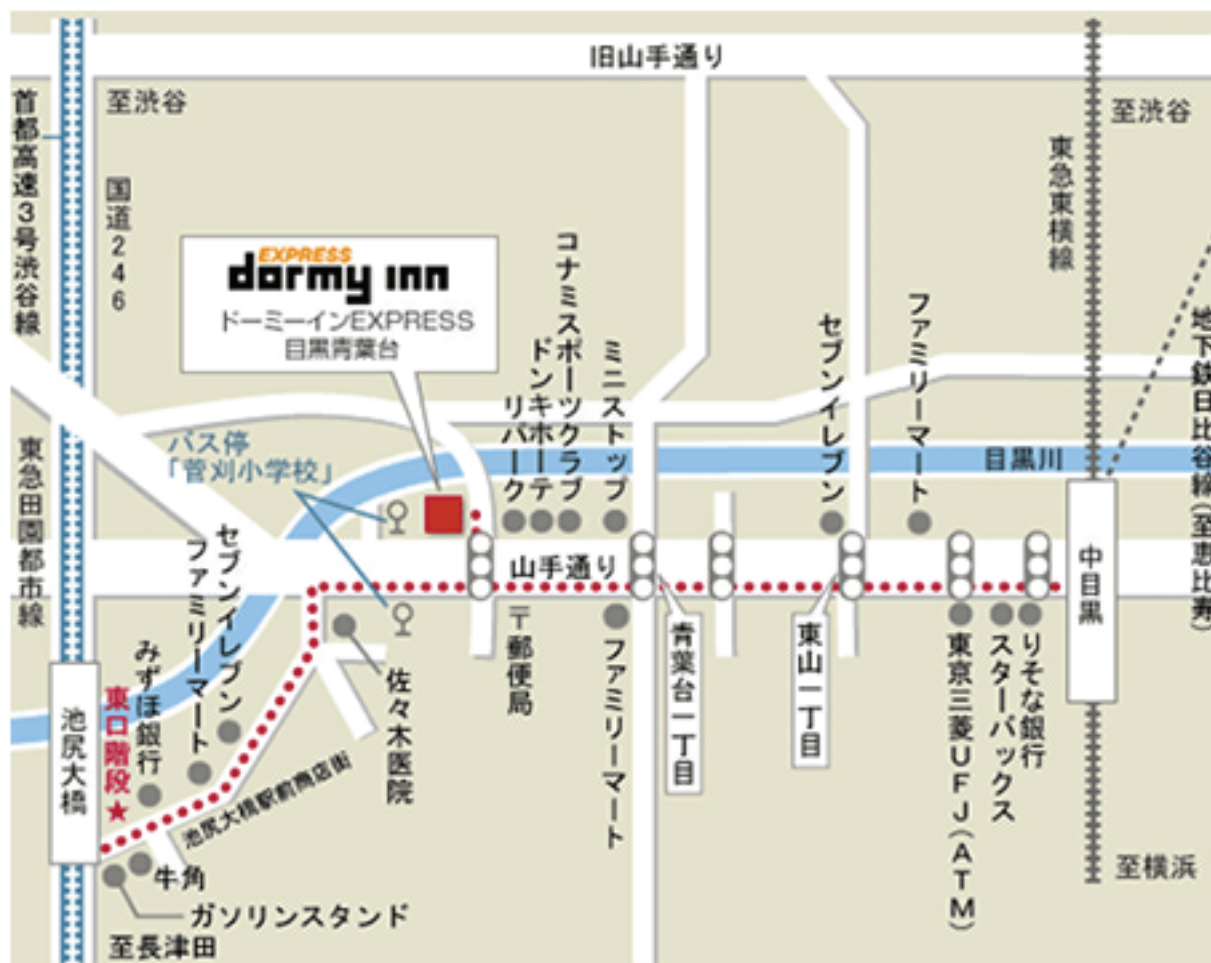 旧山手通り
至渋谷
首都高速3号渋谷線
国道246
至渋谷
東急東横線
EXPRESS
dormy inn
ドーミーインEXPRESS
目黒青葉台
コナミスポーツクラブ
ドンキホーテ
リパーク
ミニストップ
セブンイレブン
ファミリーマート
地下鉄日比谷線(至恵比寿)
バス停
「菅刈小学校」
目黒川
東急田園都市線
山手通り
中目黒
セブンイレブン
ファミリーマート
みずほ銀行
東口階段★
池尻大橋
佐々木医院
〒郵便局
ファミリーマート
青葉台一丁目
東山一丁目
東京三菱UFJ(ATM)
スターバックス
りそな銀行
池尻大橋駅前商店街
牛角
ガソリンスタンド
至長津田
至横浜